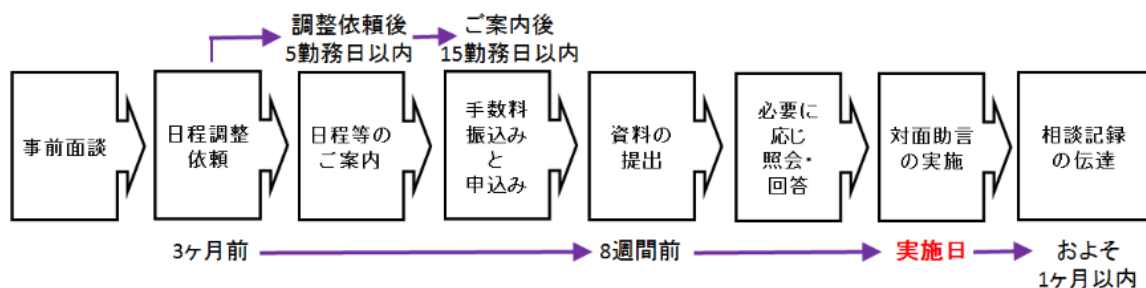 調整依頼後
5勤務日以内
ご案内後
15勤務日以内
事前面談
日程調整
依頼
日程等の
ご案内
手数料
振込み
と
申込み
資料の
提出
必要に
応じ
照会・
回答
対面助言
の実施
相談記録
の伝達
3ヶ月前
8週間前
実施日
およそ
1ヶ月以内